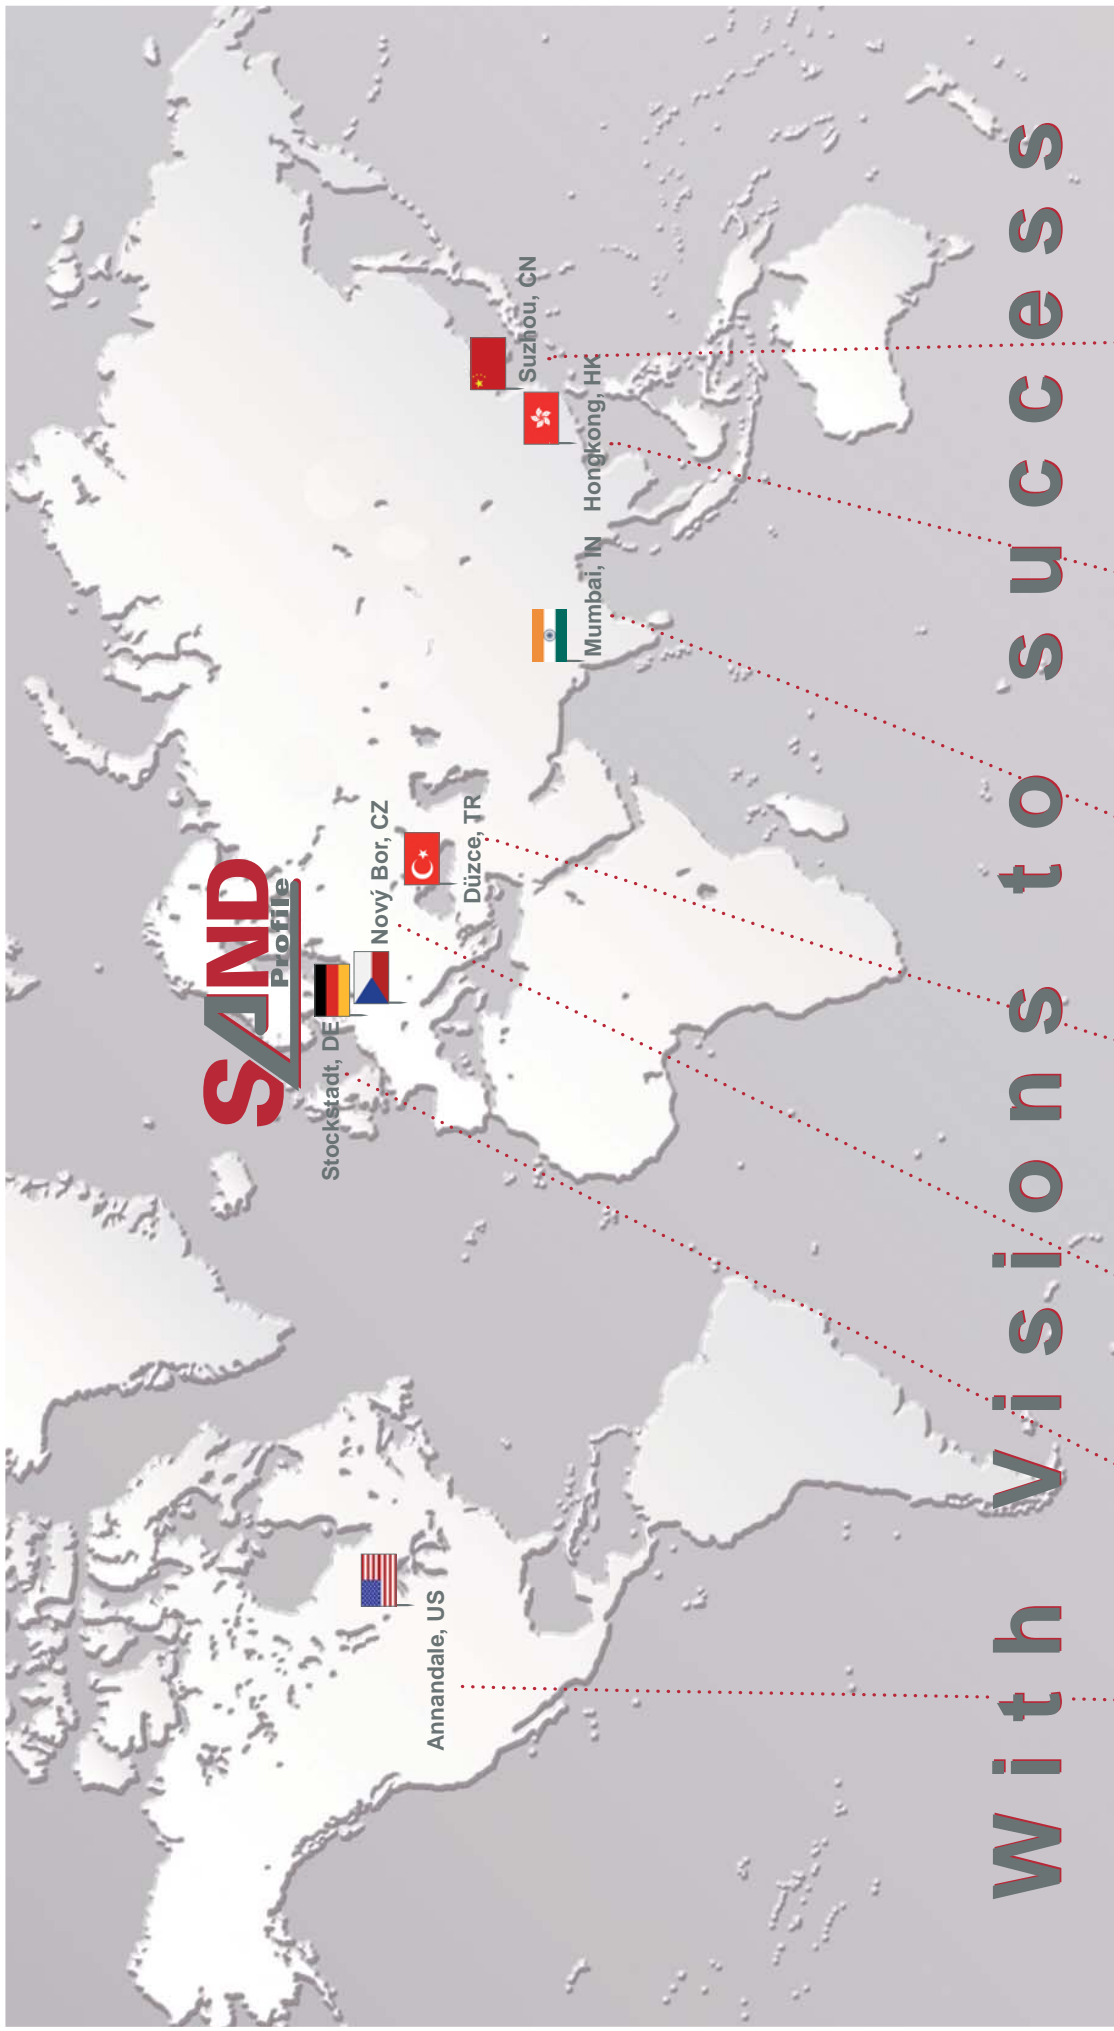 SAND
Profile
Stockstadt, DE
Nový Bor, CZ
Düzce, TR
Annandale, US
Mumbai, IN
Hongkong, HK
Suzhou, CN
With Visions to success